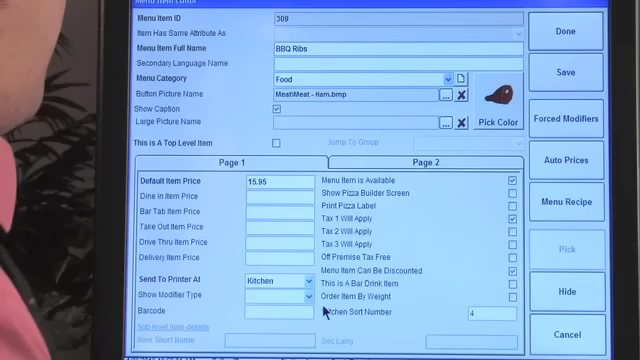 Menu Item Editor
Menu Item ID 309
Item Has Same Attribute As
Menu Item Full Name BBQ Ribs
Secondary Language Name
Menu Category Food
Button Picture Name Meat\Meat - Ham.bmp ...
Show Caption
Large Picture Name ...
Pick Color
This is A Top Level Item Jump To Group
Page 1 Page 2
Default Item Price 15.95
Dine In Item Price
Bar Tab Item Price
Take Out Item Price
Drive Thru Item Price
Delivery Item Price
Send To Printer At Kitchen
Show Modifier Type
Barcode
Sub level item details
Item Short Name Sec Lang
Menu Item is Available
Show Pizza Builder Screen
Print Pizza Label
Tax 1 Will Apply
Tax 2 Will Apply
Tax 3 Will Apply
Off Premise Tax Free
Menu Item Can Be Discounted
This is A Bar Drink Item
Order Item By Weight
Kitchen Sort Number 4
Done
Save
Forced Modifiers
Auto Prices
Menu Recipe
Pick
Hide
Cancel